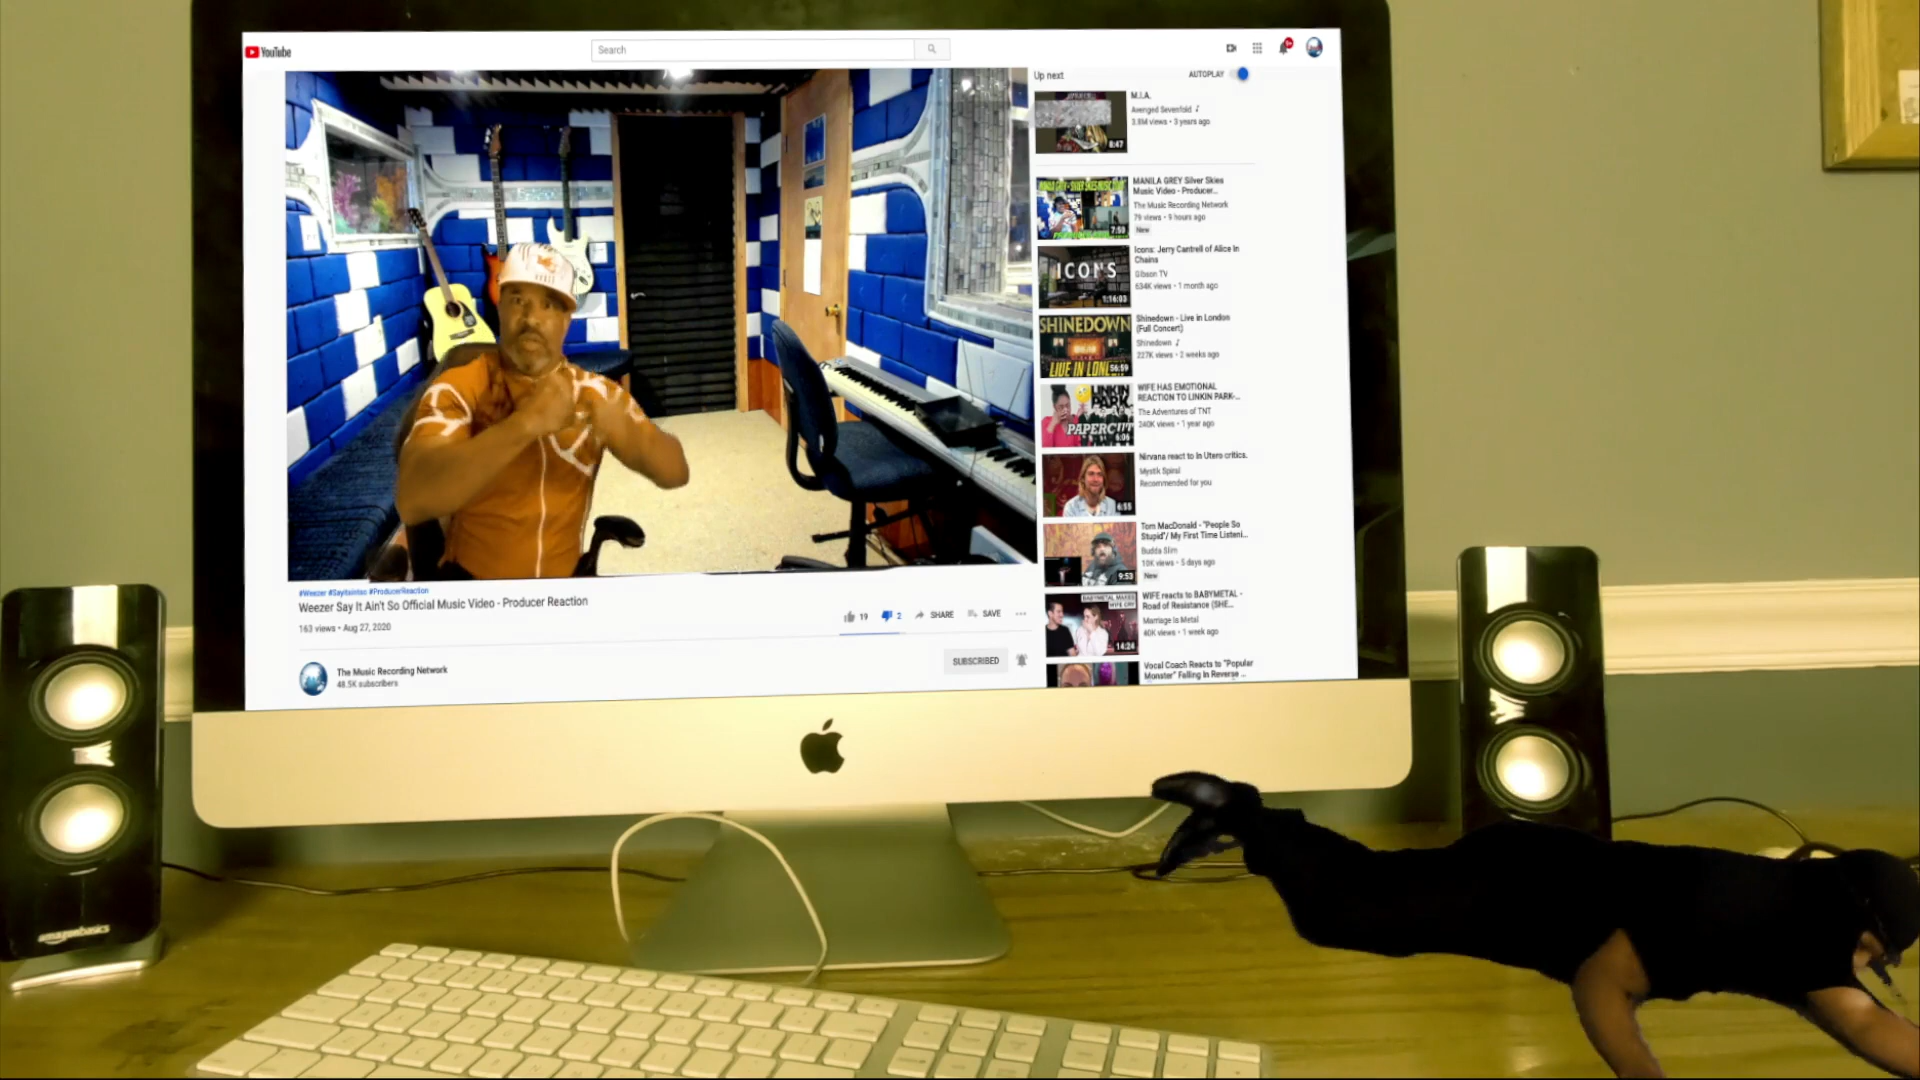 YouTube
Search
Up next
AUTOPLAY
M.I.A.
Avenged Sevenfold
3.8M views • 3 years ago
8:47
MANILA GREY Silver Skies
Music Video - Producer...
The Music Recording Network
79 views • 9 hours ago
New
7:53
Icons: Jerry Cantrell of Alice In
Chains
Gibson TV
634K views • 1 month ago
ICONS
1:16:03
Shinedown - Live in London
(Full Concert)
Shinedown
227K views • 2 weeks ago
SHINEDOWN
LIVE IN LON
56:59
WIFE HAS EMOTIONAL
REACTION TO LINKIN PARK-...
The Adventures of TNT
340K views • 1 year ago
LINKIN
PARK
PAPERCUT
6:06
Nirvana react to In Utero critics.
Mystik Spiral
Recommended for you
6:55
Tom MacDonald - "People So
Stupid"/ My First Time Listeni...
Budda Slim
10K views • 5 days ago
New
9:53
WIFE reacts to BABYMETAL -
Road of Resistance (SHE...
Marriage Is Metal
40K views • 1 week ago
BABYMETAL MAKES
WIFE CRY
14:24
Vocal Coach Reacts to "Popular
Monster" Falling In Reverse ...
#Weezer #Sayitaintso #ProducerReaction
Weezer Say It Ain't So Official Music Video - Producer Reaction
163 views • Aug 27, 2020
19
2
SHARE
SAVE
The Music Recording Network
48.5K subscribers
SUBSCRIBED
amazonbasics